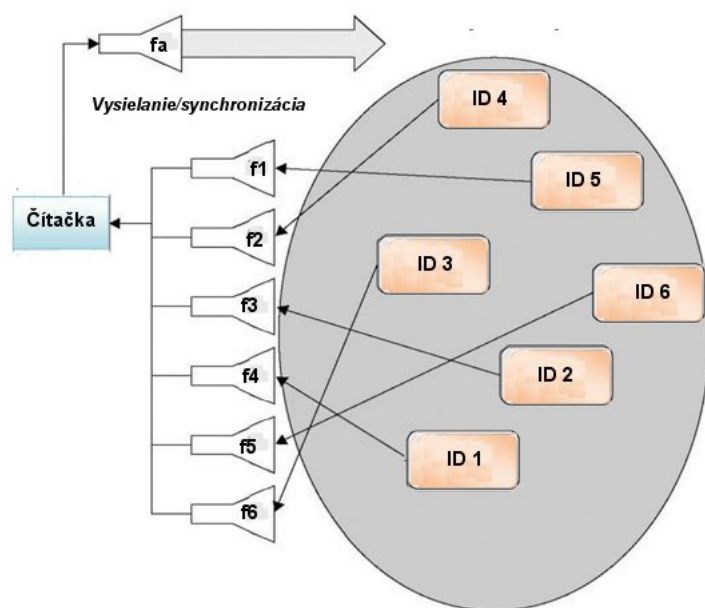 fa
Vysielanie/synchronizácia
ID 4
f1
ID 5
Čítačka
f2
ID 3
f3
ID 6
f4
ID 2
f5
ID 1
f6